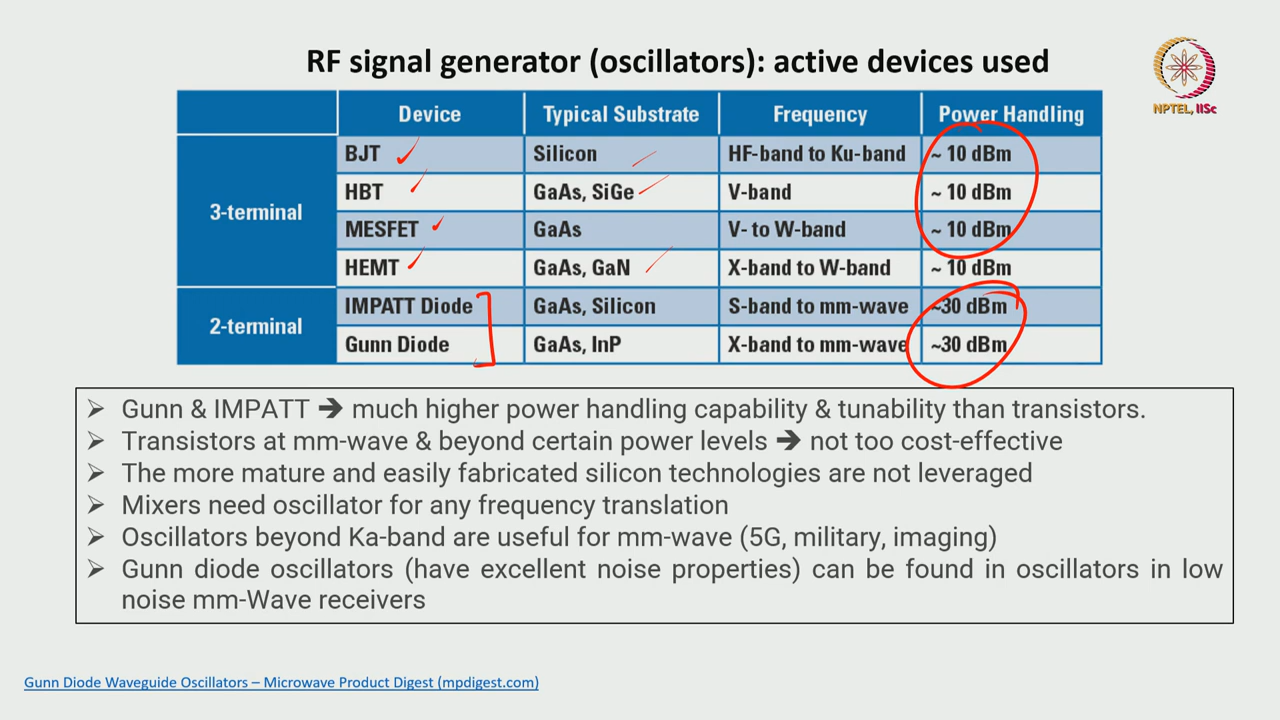 RF signal generator (oscillators): active devices used
NPTEL, IISc
Device Typical Substrate Frequency Power Handling
3-terminal
BJT Silicon HF-band to Ku-band ~ 10 dBm
HBT GaAs, SiGe V-band ~ 10 dBm
MESFET GaAs V- to W-band ~ 10 dBm
HEMT GaAs, GaN X-band to W-band ~ 10 dBm
2-terminal
IMPATT Diode GaAs, Silicon S-band to mm-wave ~30 dBm
Gunn Diode GaAs, InP X-band to mm-wave ~30 dBm
➢ Gunn & IMPATT ➔ much higher power handling capability & tunability than transistors.
➢ Transistors at mm-wave & beyond certain power levels ➔ not too cost-effective
➢ The more mature and easily fabricated silicon technologies are not leveraged
➢ Mixers need oscillator for any frequency translation
➢ Oscillators beyond Ka-band are useful for mm-wave (5G, military, imaging)
➢ Gunn diode oscillators (have excellent noise properties) can be found in oscillators in low
noise mm-Wave receivers
Gunn Diode Waveguide Oscillators – Microwave Product Digest (mpdigest.com)